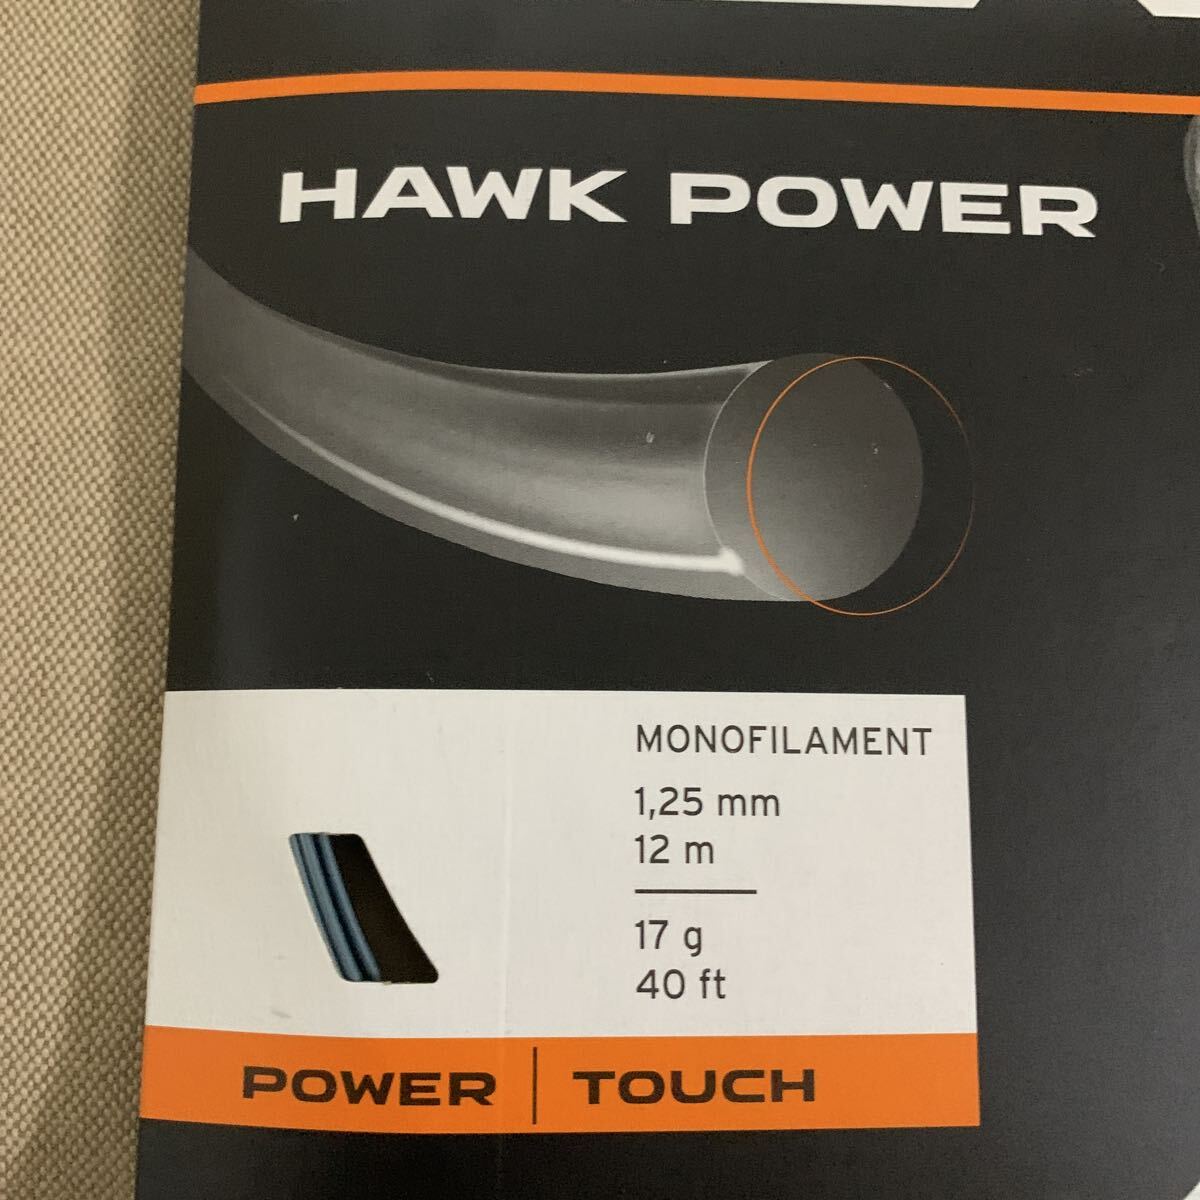 HAWK POWER
MONOFILAMENT
1,25 mm
12 m
17 g
40 ft
POWER | TOUCH